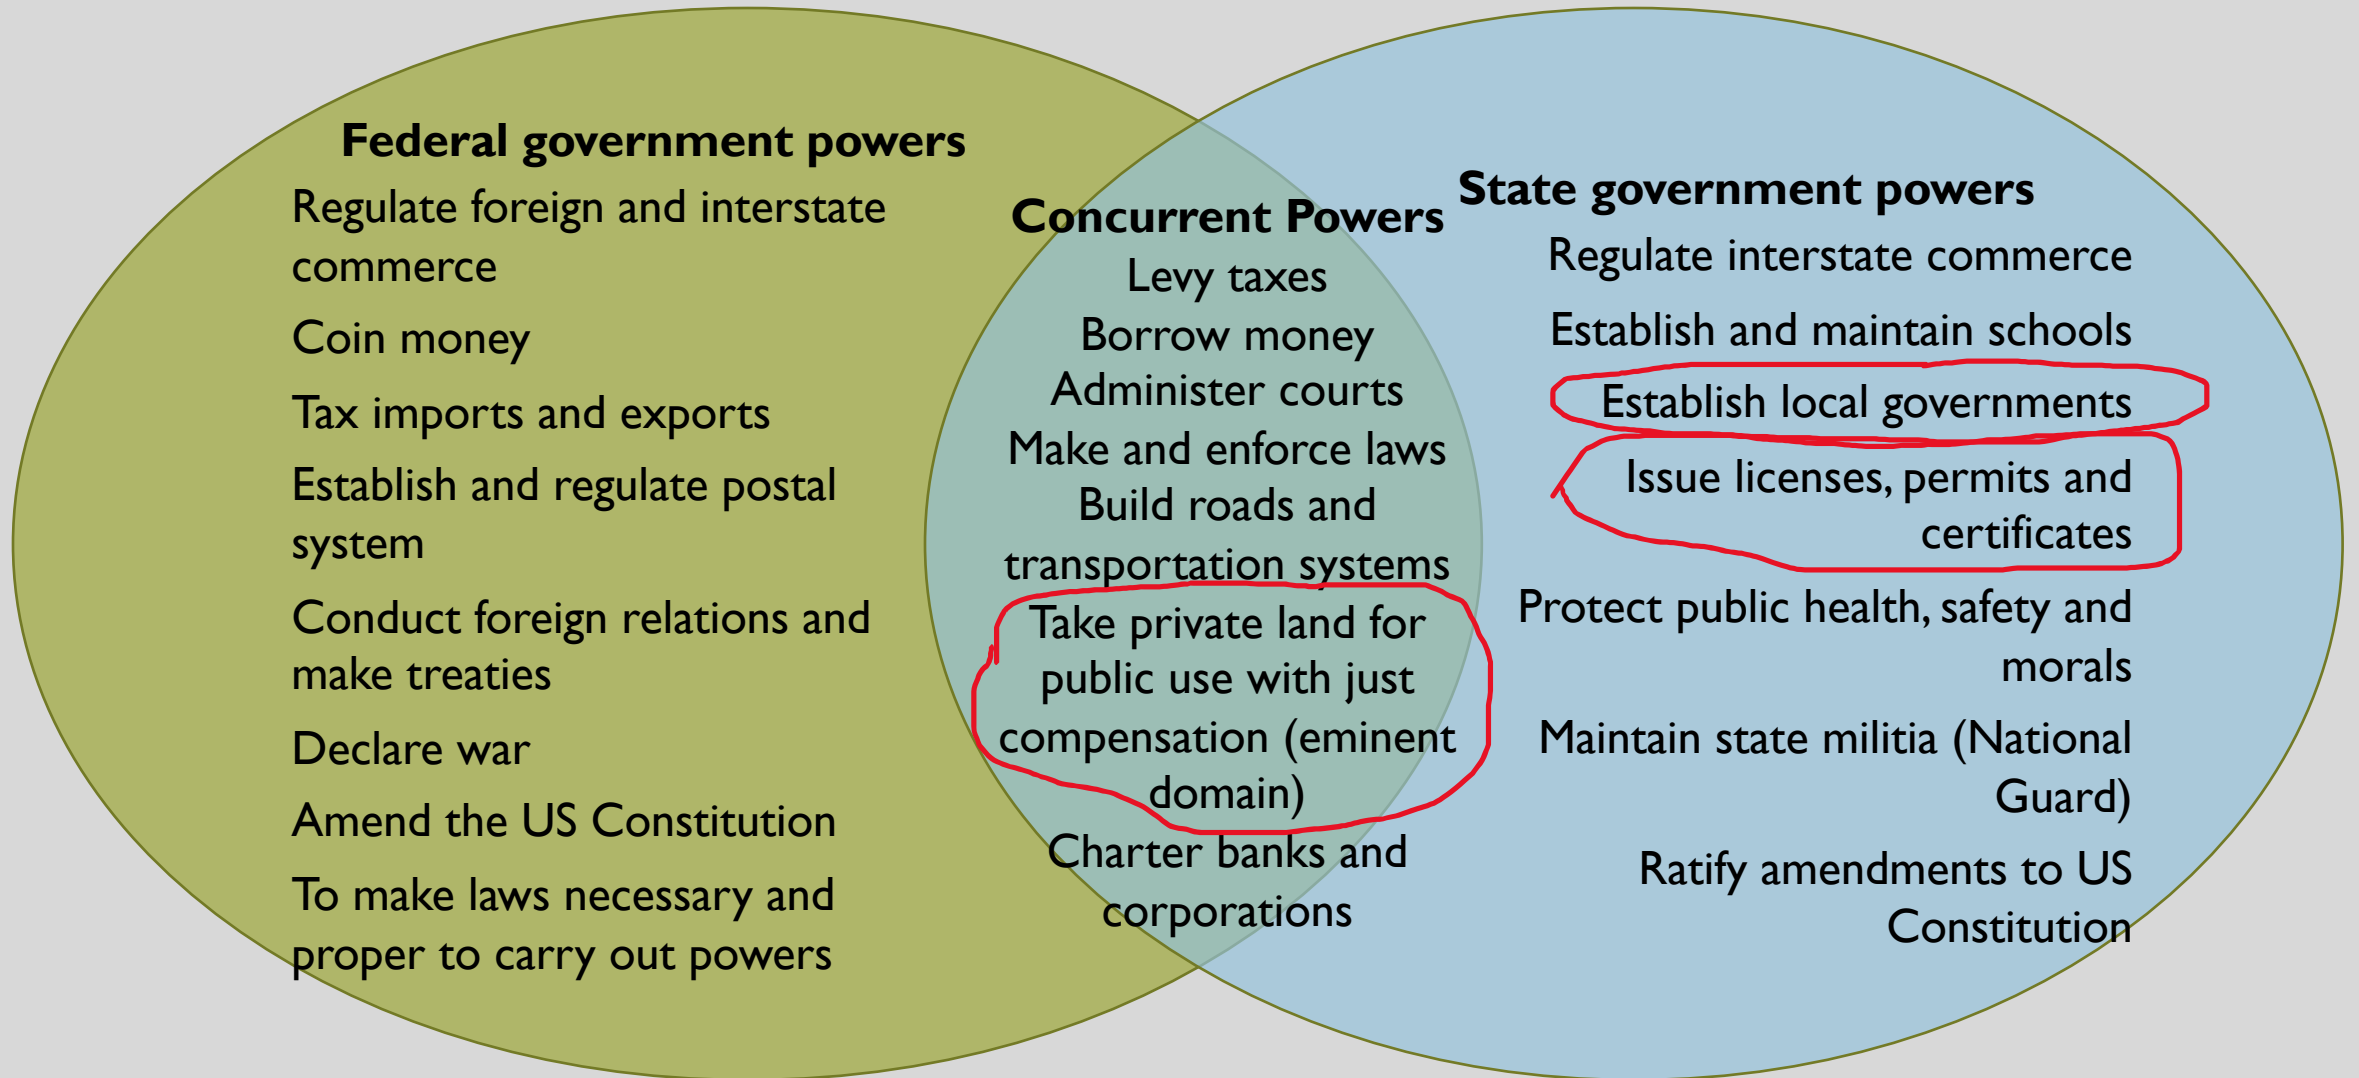 Federal government powers
Regulate foreign and interstate
commerce
Coin money
Tax imports and exports
Establish and regulate postal
system
Conduct foreign relations and
make treaties
Declare war
Amend the US Constitution
To make laws necessary and
proper to carry out powers
Concurrent Powers
Levy taxes
Borrow money
Administer courts
Make and enforce laws
Build roads and
transportation systems
Take private land for
public use with just
compensation (eminent
domain)
Charter banks and
corporations
State government powers
Regulate interstate commerce
Establish and maintain schools
Establish local governments
Issue licenses, permits and
certificates
Protect public health, safety and
morals
Maintain state militia (National
Guard)
Ratify amendments to US
Constitution